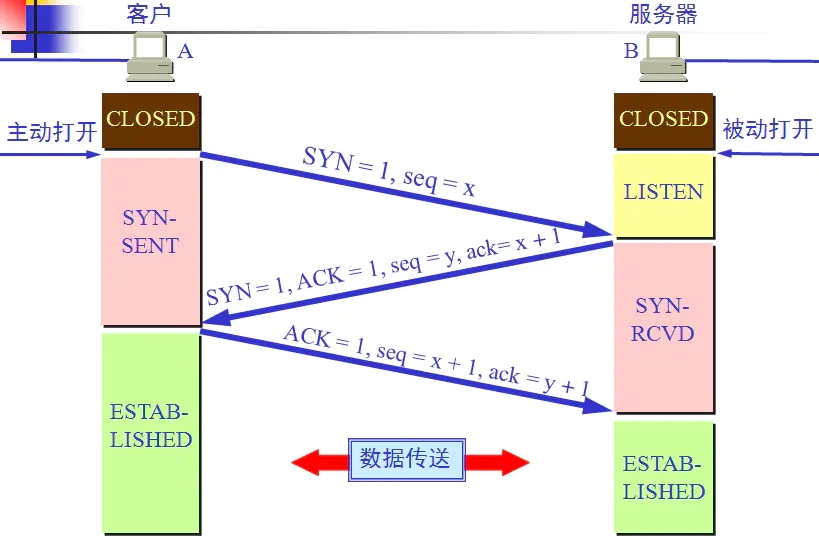 客户
服务器
A
B
CLOSED
CLOSED
主动打开
被动打开
SYN = 1, seq = x
LISTEN
SYN-
SENT
SYN = 1, ACK = 1, seq = y, ack= x + 1
SYN-
RCVD
ACK = 1, seq = x + 1, ack = y + 1
ESTAB-
LISHED
数据传送
ESTAB-
LISHED